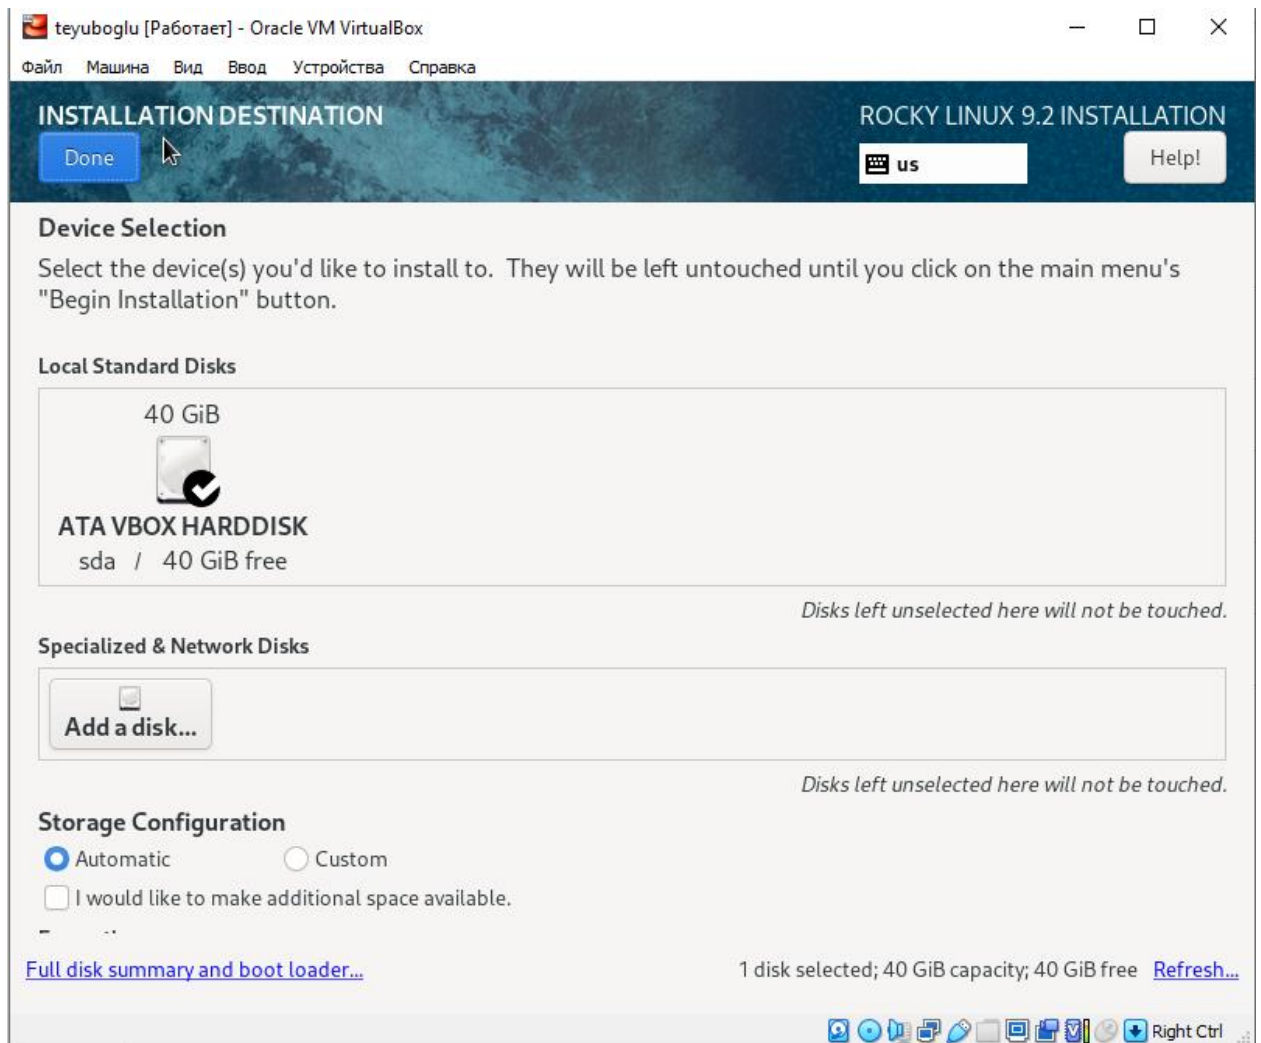 teyuboglu [Работает] - Oracle VM VirtualBox
Файл Машина Вид Ввод Устройства Справка
INSTALLATION DESTINATION
ROCKY LINUX 9.2 INSTALLATION
Done
us
Help!
Device Selection
Select the device(s) you'd like to install to. They will be left untouched until you click on the main menu's
"Begin Installation" button.
Local Standard Disks
40 GiB
ATA VBOX HARDDISK
sda / 40 GiB free
Disks left unselected here will not be touched.
Specialized & Network Disks
Add a disk...
Disks left unselected here will not be touched.
Storage Configuration
Automatic Custom
I would like to make additional space available.
Full disk summary and boot loader...
1 disk selected; 40 GiB capacity; 40 GiB free Refresh...
Right Ctrl